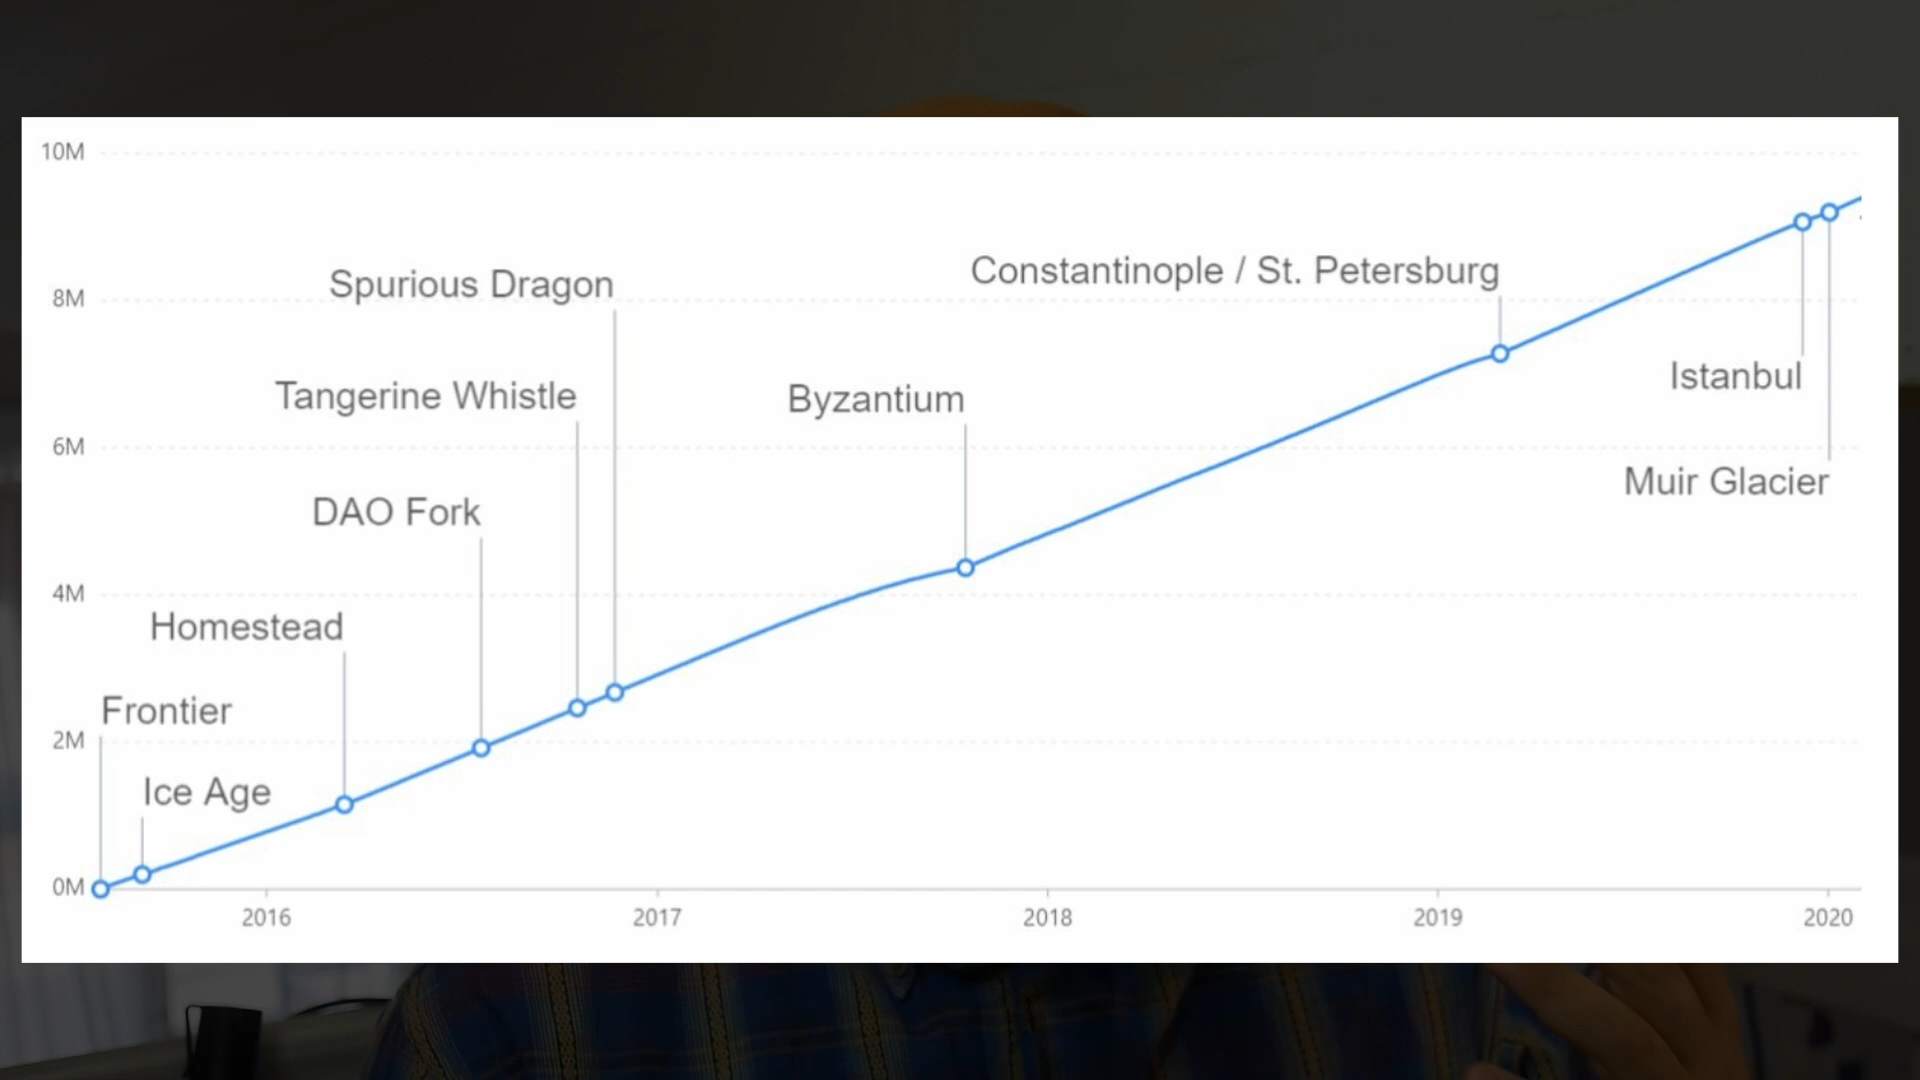 10M
8M
6M
4M
2M
0M
Frontier
Ice Age
Homestead
DAO Fork
Tangerine Whistle
Spurious Dragon
Byzantium
Constantinople / St. Petersburg
Istanbul
Muir Glacier
2016
2017
2018
2019
2020